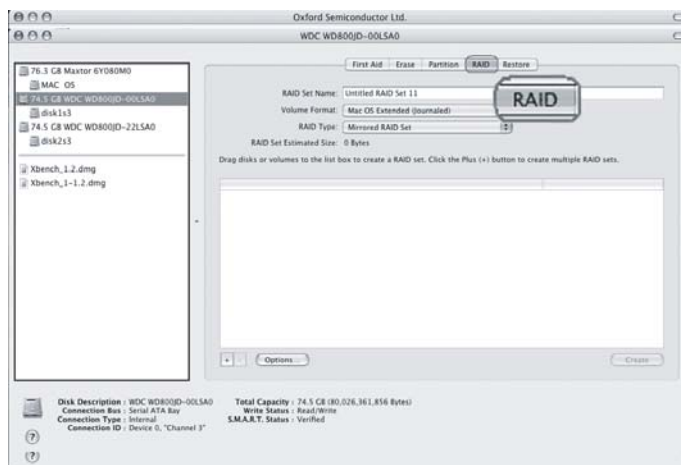 Oxford Semiconductor Ltd.
WDC WD800JD-00LSA0
76.3 GB Maxtor 6Y080M0
MAC OS
74.5 GB WDC WD800JD-00LSA0
disk1s3
74.5 GB WDC WD800JD-22LSA0
disk2s3
Xbench_1.2.dmg
Xbench_1-1.2.dmg
First Aid Erase Partition RAID Restore
RAID
RAID Set Name: Untitled RAID Set 11
Volume Format: Mac OS Extended (Journaled)
RAID Type: Mirrored RAID Set
RAID Set Estimated Size: 0 Bytes
Drag disks or volumes to the list box to create a RAID set. Click the Plus (+) button to create multiple RAID sets.
+ - Options... Create
Disk Description : WDC WD800JD-00LSA0
Connection Bus : Serial ATA Bay
Connection Type : Internal
Connection ID : Device 0, "Channel 3"
Total Capacity : 74.5 GB (80,026,361,856 Bytes)
Write Status : Read/Write
S.M.A.R.T. Status : Verified
?
?